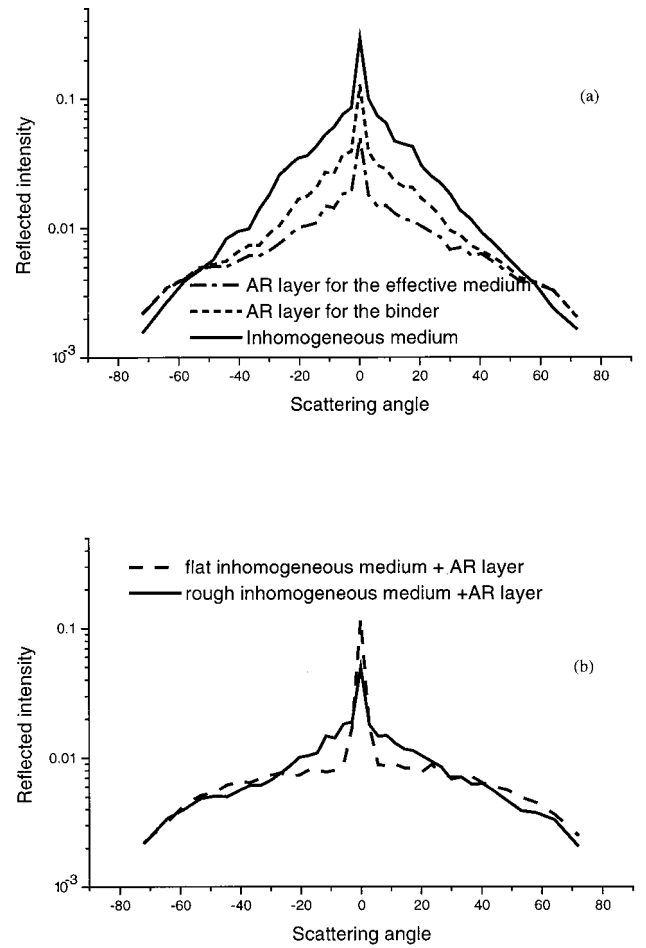 (a)
0.1
0.01
10-3
Reflected intensity
AR layer for the effective medium
AR layer for the binder
Inhomogeneous medium
-80 -60 -40 -20 0 20 40 60 80
Scattering angle
flat inhomogeneous medium + AR layer
rough inhomogeneous medium +AR layer
(b)
0.1
0.01
10-3
Reflected intensity
-80 -60 -40 -20 0 20 40 60 80
Scattering angle